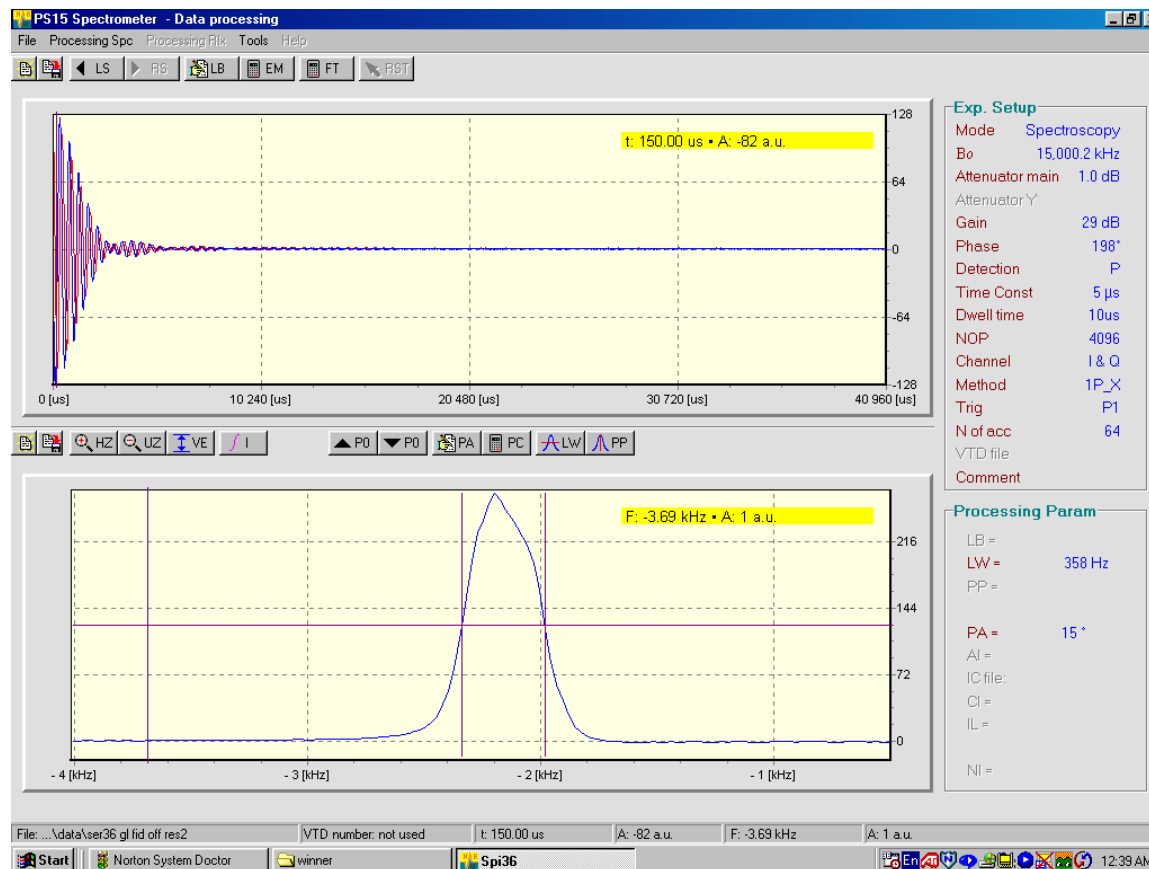 PS15 Spectrometer - Data processing
File Processing Spc Processing Rlx Tools Help
LS RS LB EM FT RST
t: 150.00 us • A: -82 a.u.
128
64
0
-64
-128
0 [us] 10 240 [us] 20 480 [us] 30 720 [us] 40 960 [us]
HZ UZ VE I P0 P0 PA PC LW PP
F: -3.69 kHz • A: 1 a.u.
216
144
72
0
- 4 [kHz] - 3 [kHz] - 2 [kHz] - 1 [kHz]
Exp. Setup
Mode Spectroscopy
Bo 15,000.2 kHz
Attenuator main 1.0 dB
Attenuator Y
Gain 29 dB
Phase 198°
Detection P
Time Const 5 µs
Dwell time 10us
NOP 4096
Channel I & Q
Method 1P_X
Trig P1
N of acc 64
VTD file
Comment
Processing Param
LB =
LW = 358 Hz
PP =
PA = 15 °
AI =
IC file:
CI =
IL =
NI =
File: ...\data\ser36 gl fid off res2 VTD number: not used t: 150.00 us A: -82 a.u. F: -3.69 kHz A: 1 a.u.
Start Norton System Doctor winner Spi36 En 12:39 AM